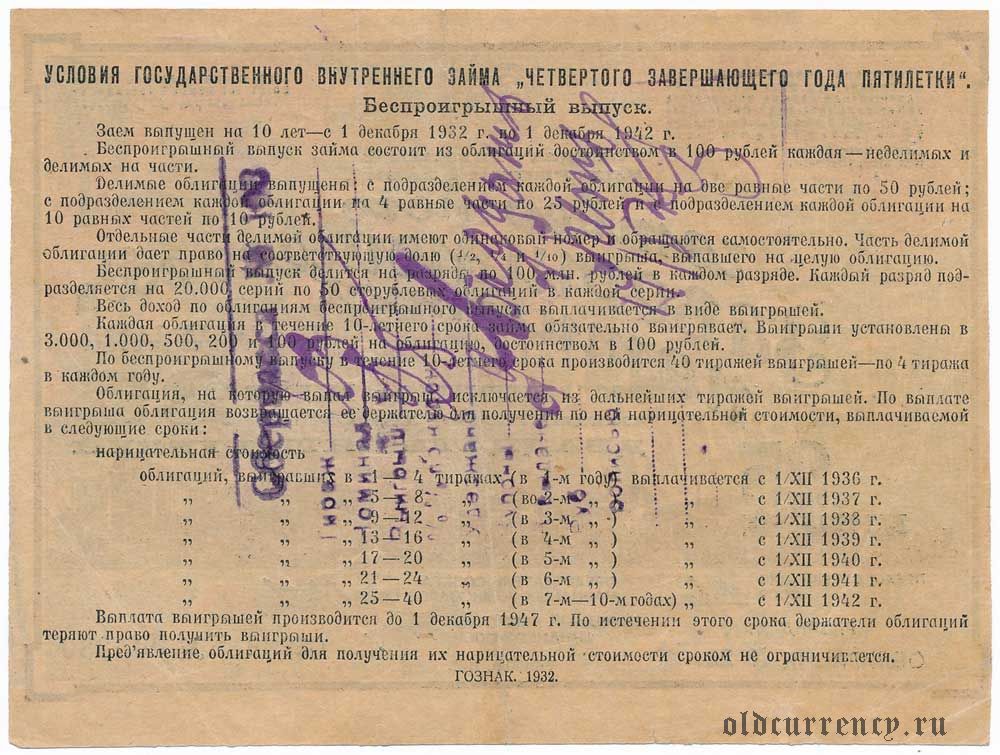 УСЛОВИЯ ГОСУДАРСТВЕННОГО ВНУТРЕННЕГО ЗАЙМА „ЧЕТВЕРТОГО ЗАВЕРШАЮЩЕГО ГОДА ПЯТИЛЕТКИ“.
Беспроигрышный выпуск.
Заем выпущен на 10 лет—с 1 декабря 1932 г. по 1 декабря 1942 г.
Беспроигрышный выпуск займа состоит из облигаций достоинством в 100 рублей каждая—неделимых и
делимых на части.
Делимые облигации выпущены: с подразделением каждой облигации на две равные части по 50 рублей;
с подразделением каждой облигации на 4 равные части по 25 рублей и с подразделением каждой облигации на
10 равных частей по 10 рублей.
Отдельные части делимой облигации имеют одинаковый номер и обращаются самостоятельно. Часть делимой
облигации дает право на соответствующую долю (1/2, 1/4 и 1/10) выигрыша, выпавшего на целую облигацию.
Беспроигрышный выпуск делится на разряды по 100 млн. рублей в каждом разряде. Каждый разряд под-
разделяется на 20.000 серий по 50 сторублевых облигаций в каждой серии.
Весь доход по облигациям беспроигрышного выпуска выплачивается в виде выигрышей.
Каждая облигация в течение 10-летнего срока займа обязательно выигрывает. Выигрыши установлены в
3.000, 1.000, 500, 200 и 100 рублей на облигацию, достоинством в 100 рублей.
По беспроигрышному выпуску в течение 10-летнего срока производится 40 тиражей выигрышей—по 4 тиража
в каждом году.
Облигация, на которую выпал выигрыш, исключается из дальнейших тиражей выигрышей. По выплате
выигрыша облигация возвращается ее держателю для получения по ней нарицательной стоимости, выплачиваемой
в следующие сроки:
нарицательная стоимость
облигаций, выигравших в 1—4 тиражах (в 1-м году) выплачивается с 1/XII 1936 г.
„ „ „ 5—8 „ (во 2-м „ ) „ с 1/XII 1937 г.
„ „ „ 9—12 „ (в 3-м „ ) „ с 1/XII 1938 г.
„ „ „ 13—16 „ (в 4-м „ ) „ с 1/XII 1939 г.
„ „ „ 17—20 „ (в 5-м „ ) „ с 1/XII 1940 г.
„ „ „ 21—24 „ (в 6-м „ ) „ с 1/XII 1941 г.
„ „ „ 25—40 „ (в 7-м—10-м годах) „ с 1/XII 1942 г.
Выплата выигрышей производится до 1 декабря 1947 г. По истечении этого срока держатели облигаций
теряют право получить выигрыши.
Пред'явление облигаций для получения их нарицательной стоимости сроком не ограничивается.
ГОЗНАК. 1932.
oldcurrency.ru